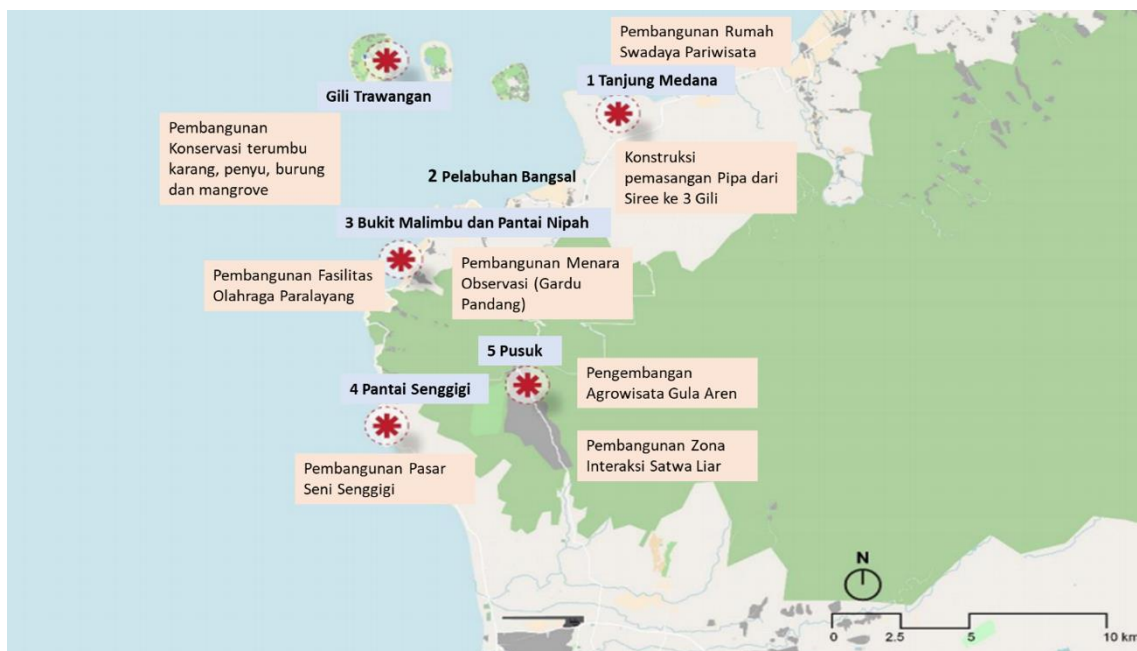 Pembangunan Rumah
Swadaya Pariwisata
1 Tanjung Medana
Gili Trawangan
Pembangunan
Konservasi terumbu
karang, penyu, burung
dan mangrove
Konstruksi
pemasangan Pipa dari
Siree ke 3 Gili
2 Pelabuhan Bangsal
3 Bukit Malimbu dan Pantai Nipah
Pembangunan Fasilitas
Olahraga Paralayang
Pembangunan Menara
Observasi (Gardu
Pandang)
5 Pusuk
4 Pantai Senggigi
Pengembangan
Agrowisata Gula Aren
Pembangunan Zona
Interaksi Satwa Liar
Pembangunan Pasar
Seni Senggigi
N
0 2.5 5 10 km